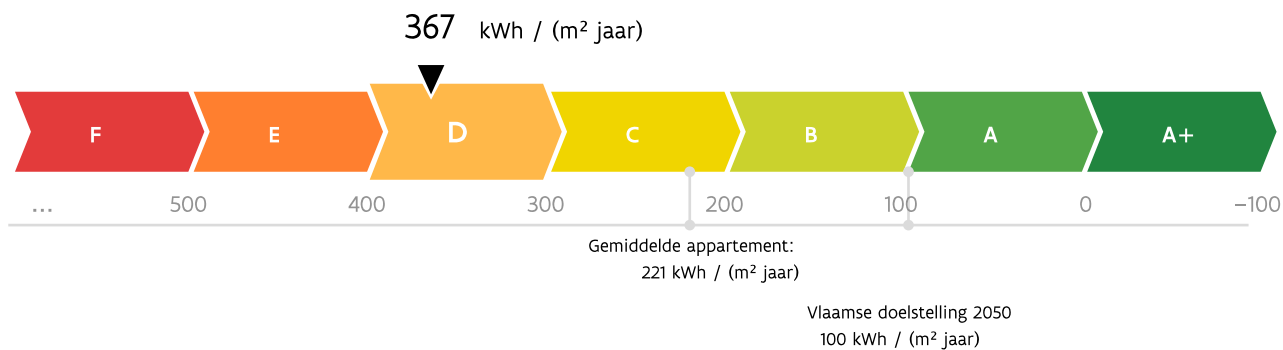 367 kWh / (m² jaar)
F E D C B A A+
... 500 400 300 200 100 0 –100
Gemiddelde appartement:
221 kWh / (m² jaar)
Vlaamse doelstelling 2050
100 kWh / (m² jaar)